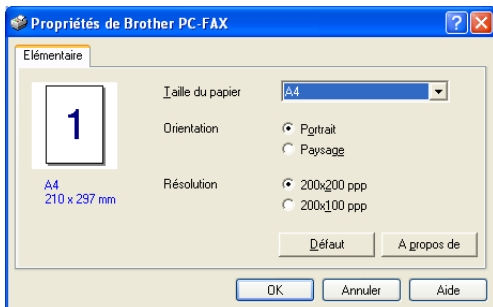 Propriétés de Brother PC-FAX
Elémentaire
1
A4
210 x 297 mm
Taille du papier
A4
Orientation
Portrait
Paysage
Résolution
200x200 ppp
200x100 ppp
Défaut
A propos de
OK
Annuler
Aide